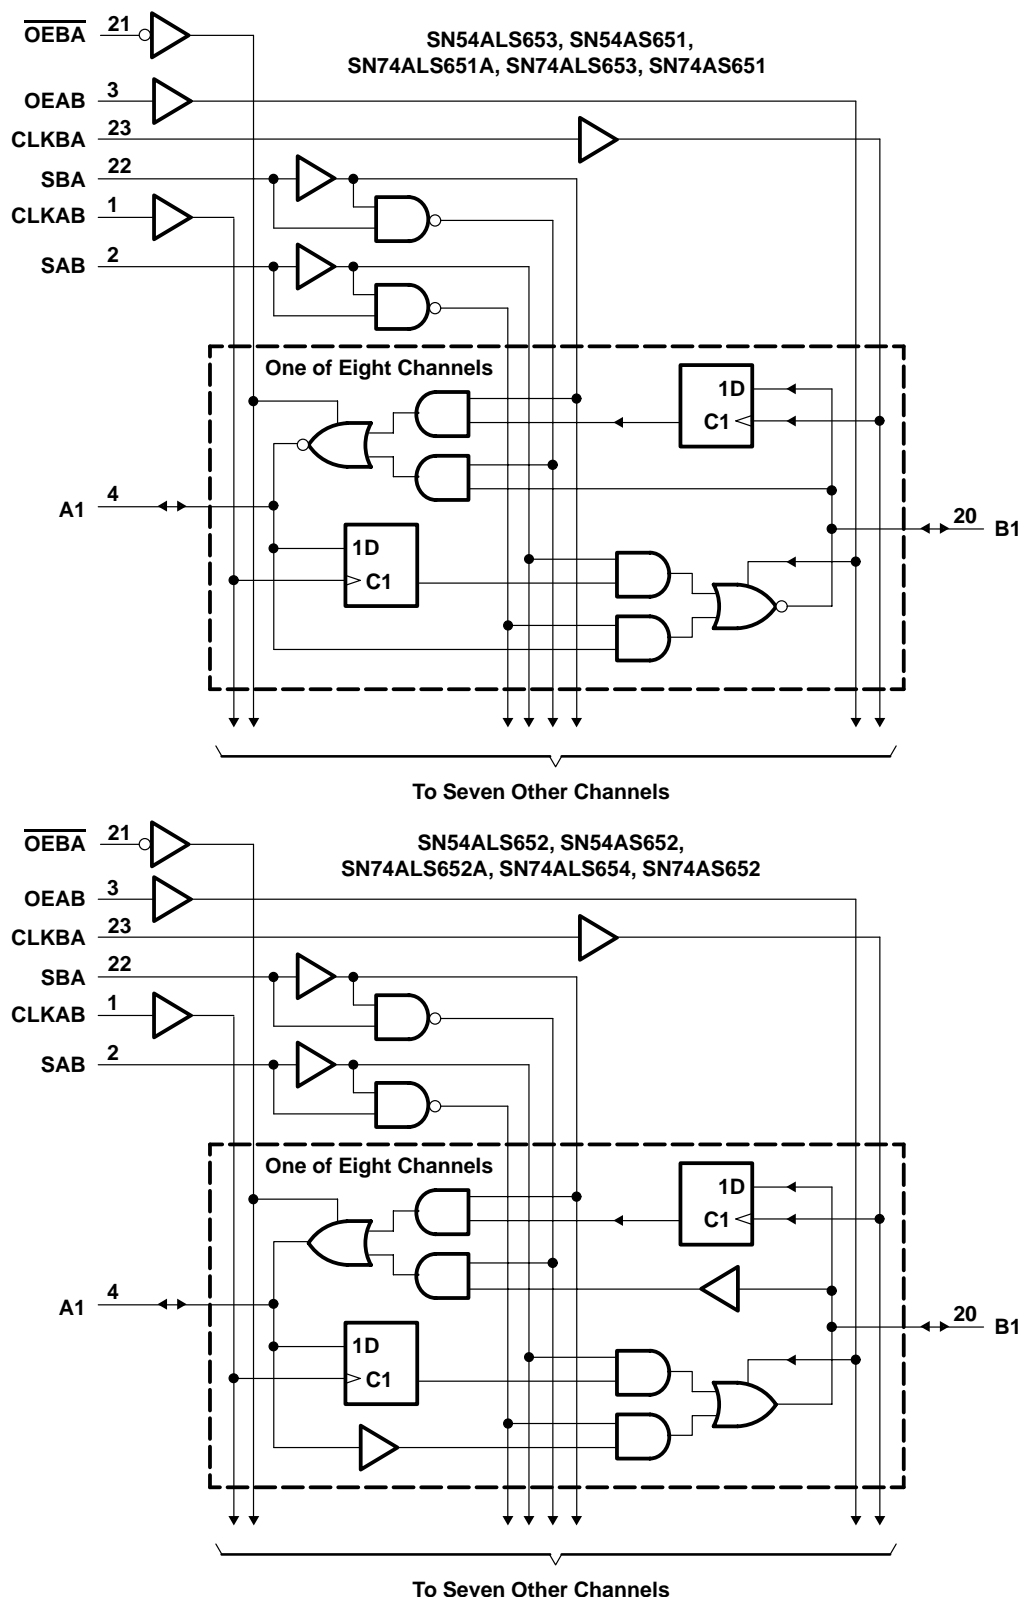 OEBA 21
SN54ALS653, SN54AS651,
SN74ALS651A, SN74ALS653, SN74AS651
OEAB 3
CLKBA 23
SBA 22
CLKAB 1
SAB 2
One of Eight Channels
1D
C1
A1 4
20 B1
1D
C1
To Seven Other Channels
OEBA 21
SN54ALS652, SN54AS652,
SN74ALS652A, SN74ALS654, SN74AS652
OEAB 3
CLKBA 23
SBA 22
CLKAB 1
SAB 2
One of Eight Channels
1D
C1
A1 4
20 B1
1D
C1
To Seven Other Channels